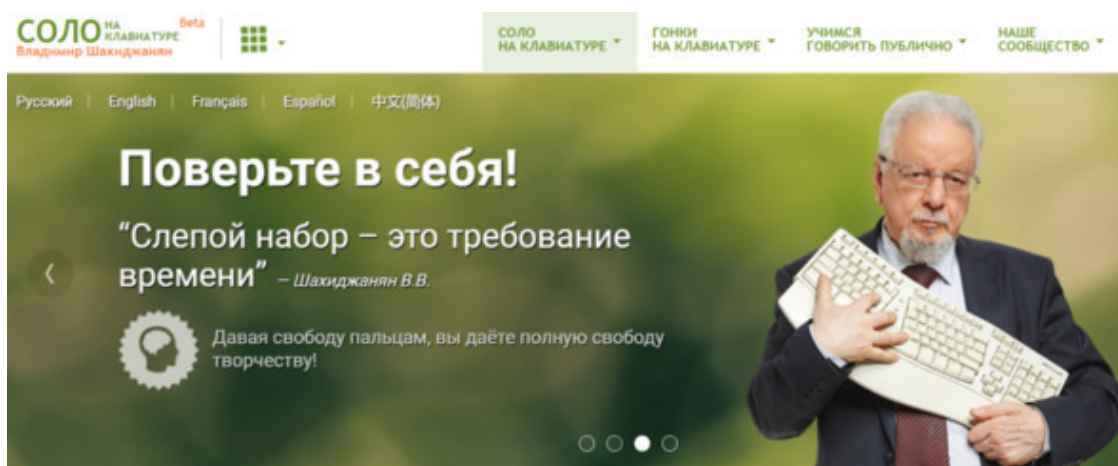 СОЛО НА КЛАВИАТУРЕ Beta
Владимир Шахиджанян
СОЛО
НА КЛАВИАТУРЕ
ГОНКИ
НА КЛАВИАТУРЕ
УЧИМСЯ
ГОВОРИТЬ ПУБЛИЧНО
НАШЕ
СООБЩЕСТВО
Русский | English | Français | Español | 中文(简体)
Поверьте в себя!
“Слепой набор – это требование
времени” – Шахиджанян В.В.
Давая свободу пальцам, вы даёте полную свободу
творчеству!